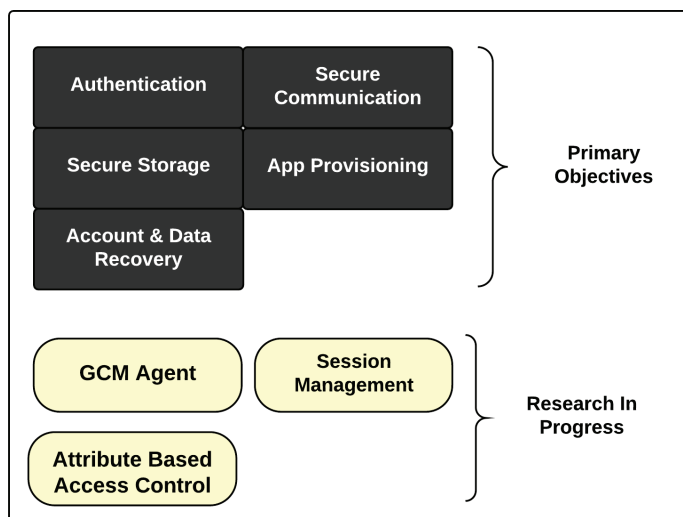 Authentication
Secure
Communication
Secure Storage
App Provisioning
Account & Data
Recovery
Primary
Objectives
GCM Agent
Session
Management
Attribute Based
Access Control
Research In
Progress